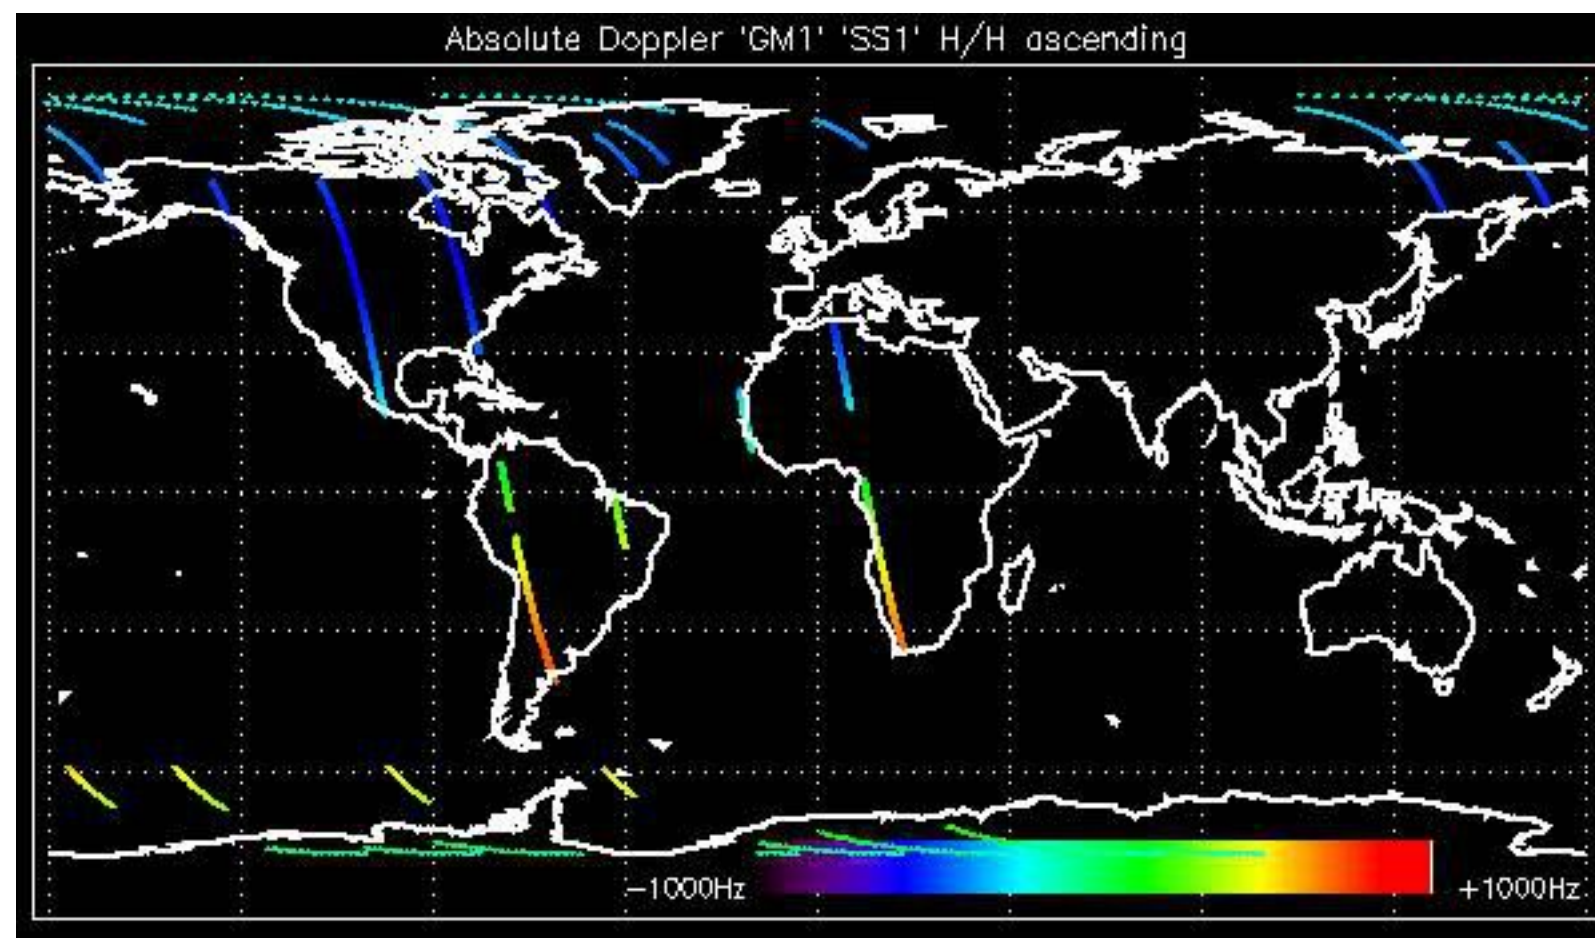 Absolute Doppler 'GM1' 'SS1' H/H ascending
-1000Hz
+1000Hz